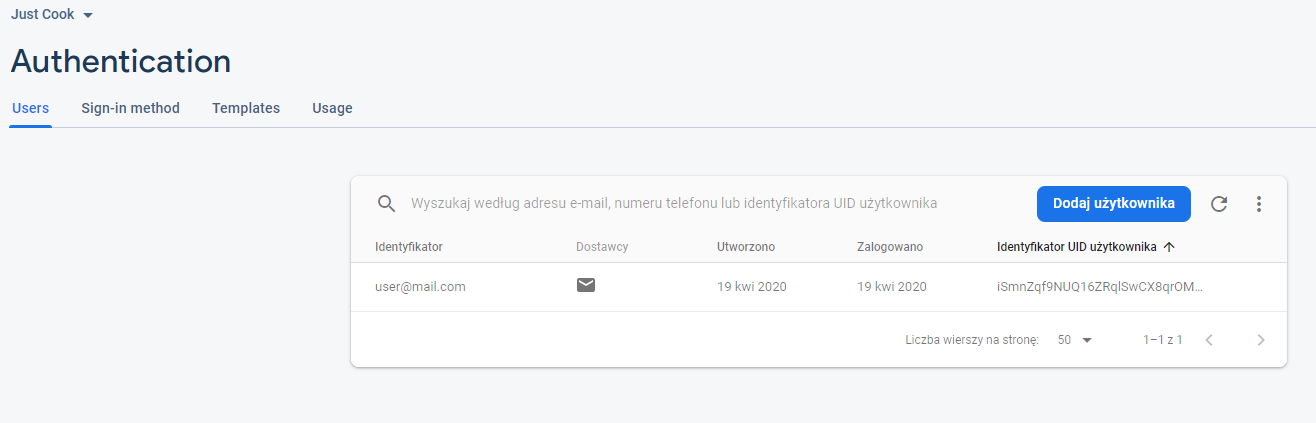 Just Cook
Authentication
Users Sign-in method Templates Usage
Wyszukaj według adresu e-mail, numeru telefonu lub identyfikatora UID użytkownika Dodaj użytkownika
Identyfikator Dostawcy Utworzono Zalogowano Identyfikator UID użytkownika
user@mail.com 19 kwi 2020 19 kwi 2020 iSmnZqf9NUQ16ZRqlSwCX8qrOM...
Liczba wierszy na stronę: 50 1–1 z 1